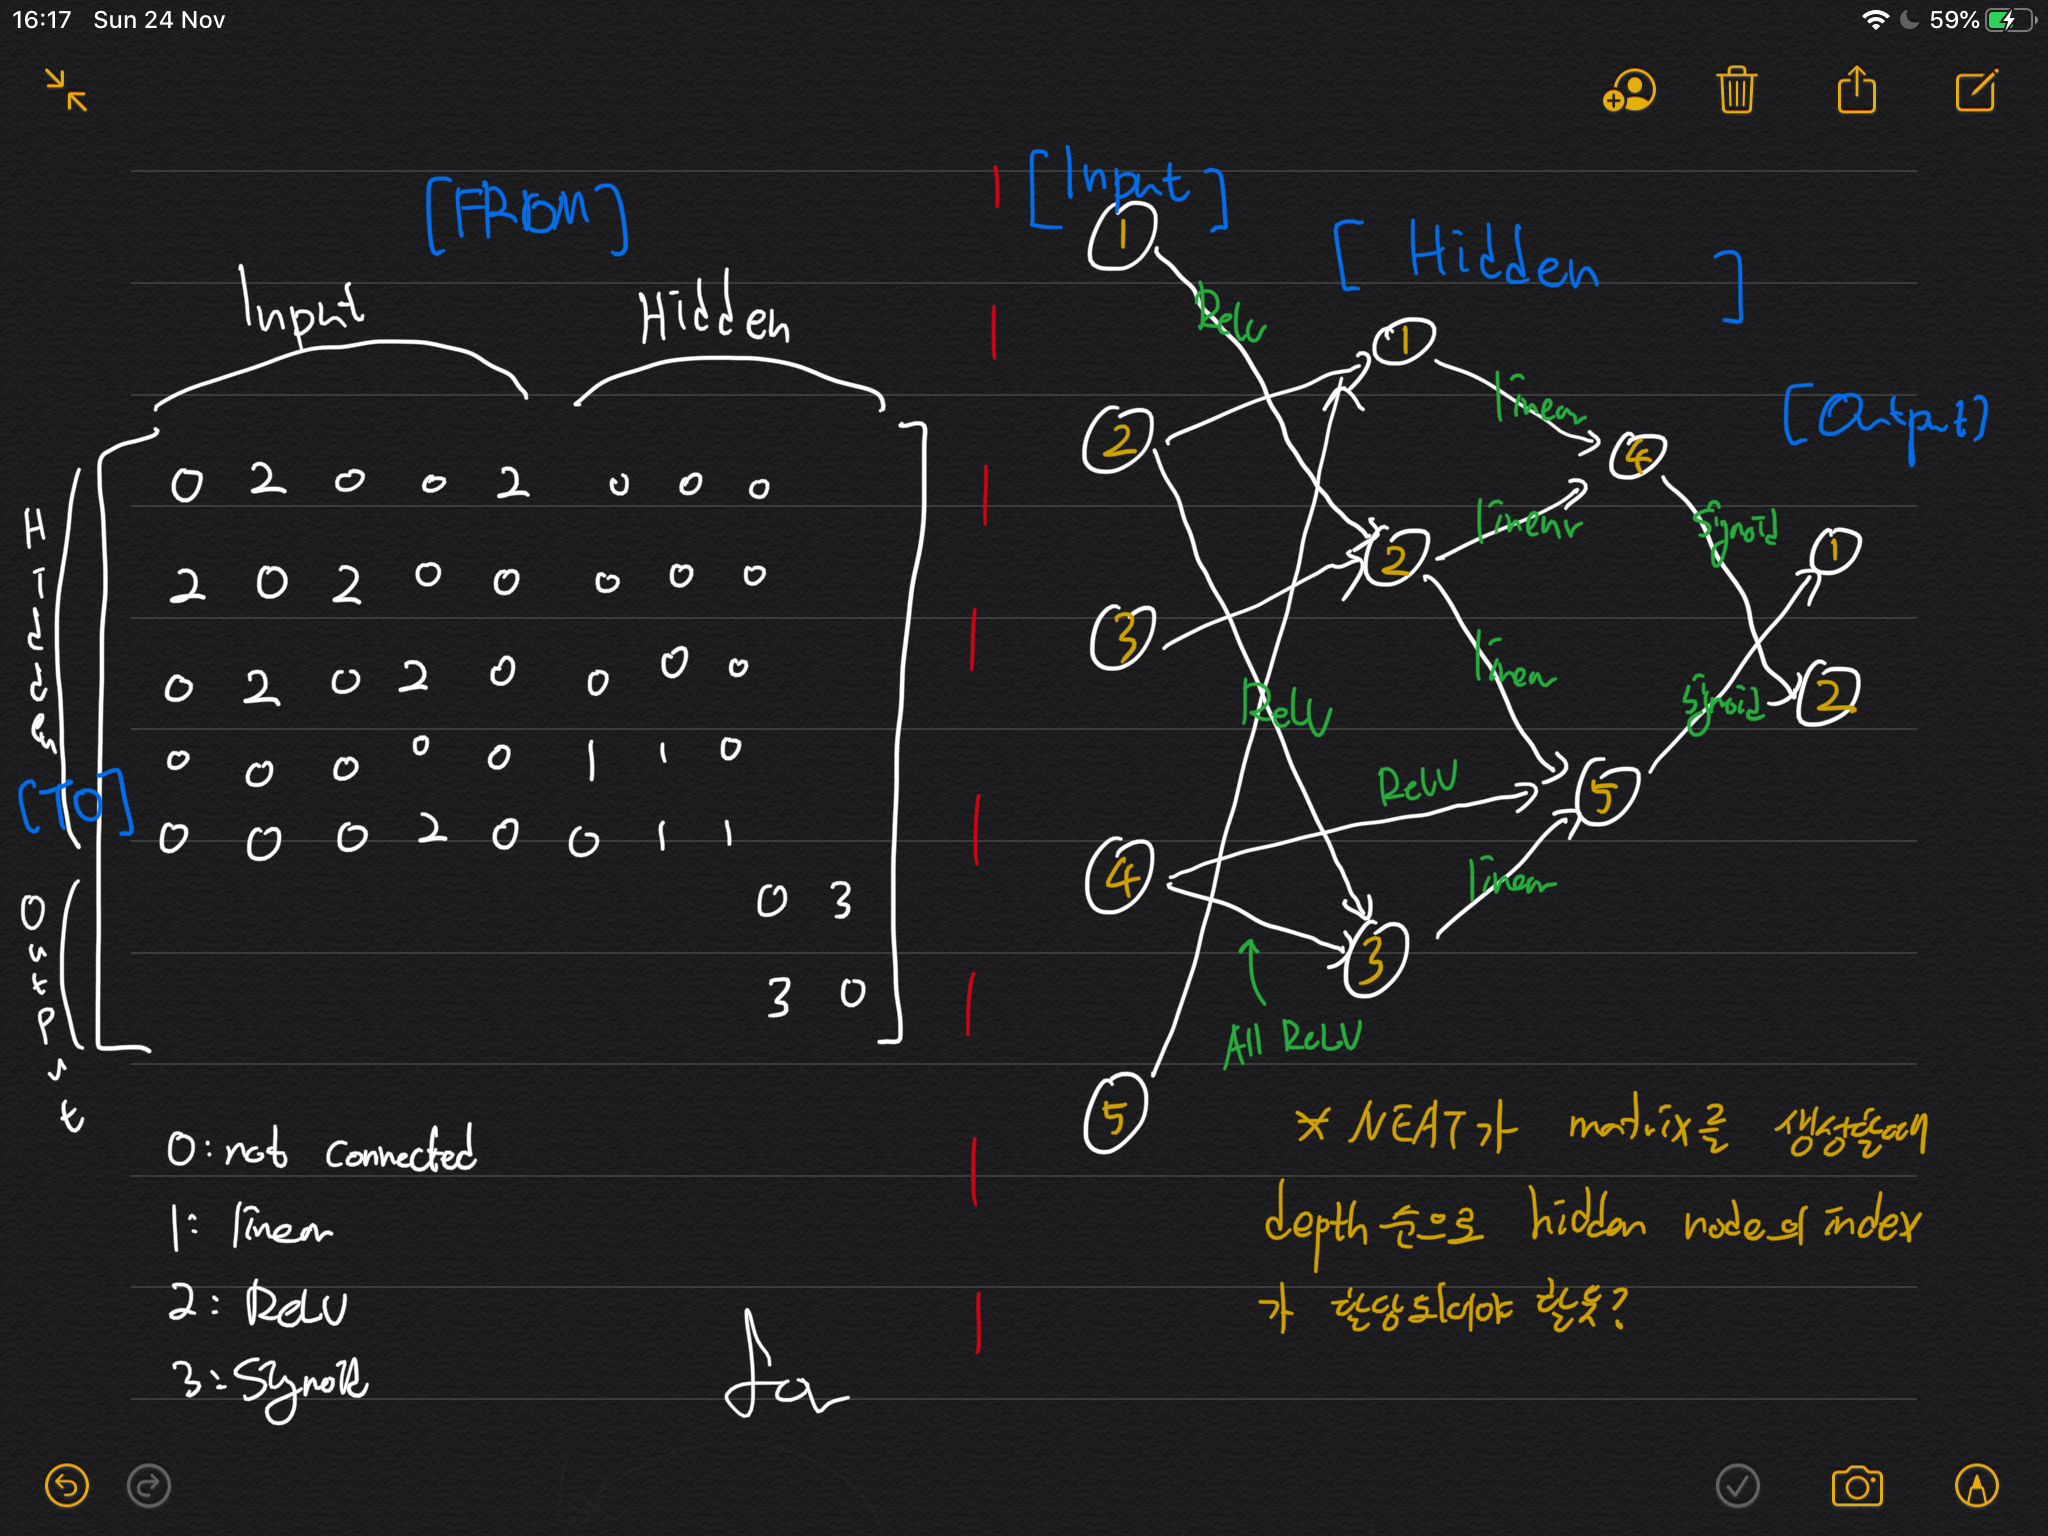 16:17 Sun 24 Nov 59%
[FROM]
Input Hidden
Hidden
[TO]
Output
0 2 0 0 2 0 0 0
2 0 2 0 0 0 0 0
0 2 0 2 0 0 0 0
0 0 0 0 0 1 1 0
0 0 0 2 0 0 1 1
0 3
3 0
0: not connected
1: linear
2: ReLU
3: Sigmoid
[Input]
[Hidden]
[Output]
1
Relu
1
linear
2
4
linear
Sigmoid
1
2
3
linear
ReLU
Sigmoid
2
ReLU
5
4
linear
3
All ReLU
5
* NEAT가 matrix를 생성할때
depth 순으로 hidden node의 index
가 할당되어야 할듯?